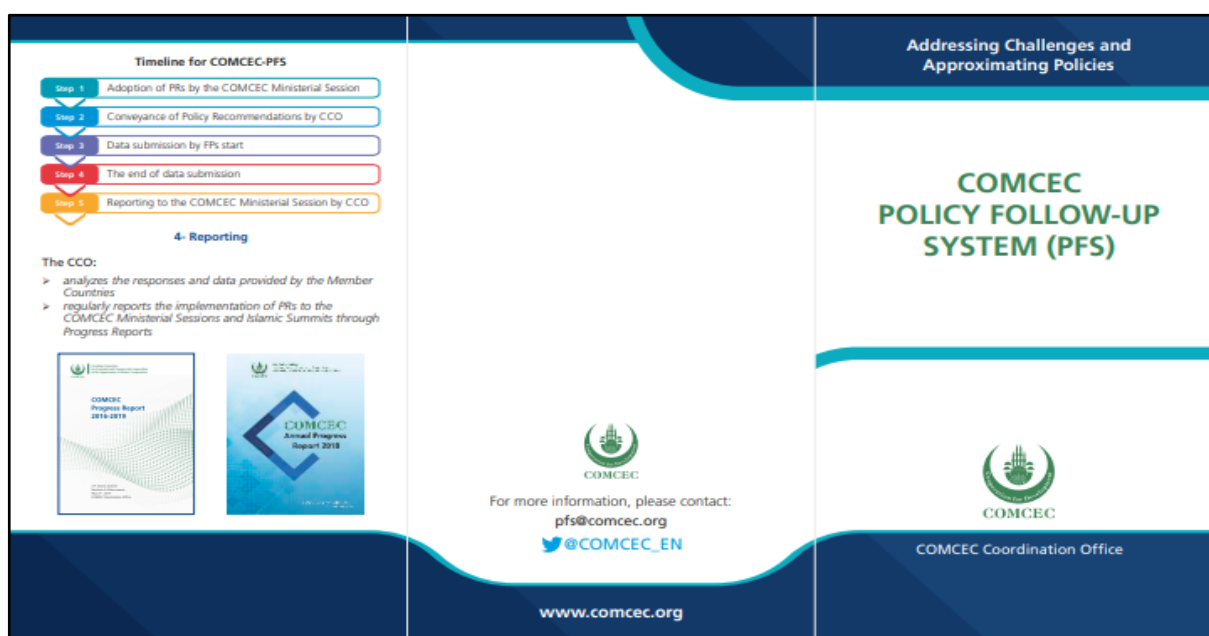 Timeline for COMCEC-PFS
Step 1 Adoption of PRs by the COMCEC Ministerial Session
Step 2 Conveyance of Policy Recommendations by CCO
Step 3 Data submission by FPs start
Step 4 The end of data submission
Step 5 Reporting to the COMCEC Ministerial Session by CCO
4- Reporting
The CCO:
➢ analyzes the responses and data provided by the Member
Countries
➢ regularly reports the implementation of PRs to the
COMCEC Ministerial Sessions and Islamic Summits through
Progress Reports
COMCEC
Progress Report
2016-2019
COMCEC
Annual Progress
Report 2018
COMCEC
For more information, please contact:
pfs@comcec.org
@COMCEC_EN
www.comcec.org
Addressing Challenges and
Approximating Policies
COMCEC
POLICY FOLLOW-UP
SYSTEM (PFS)
Cooperation for Development
COMCEC
COMCEC Coordination Office